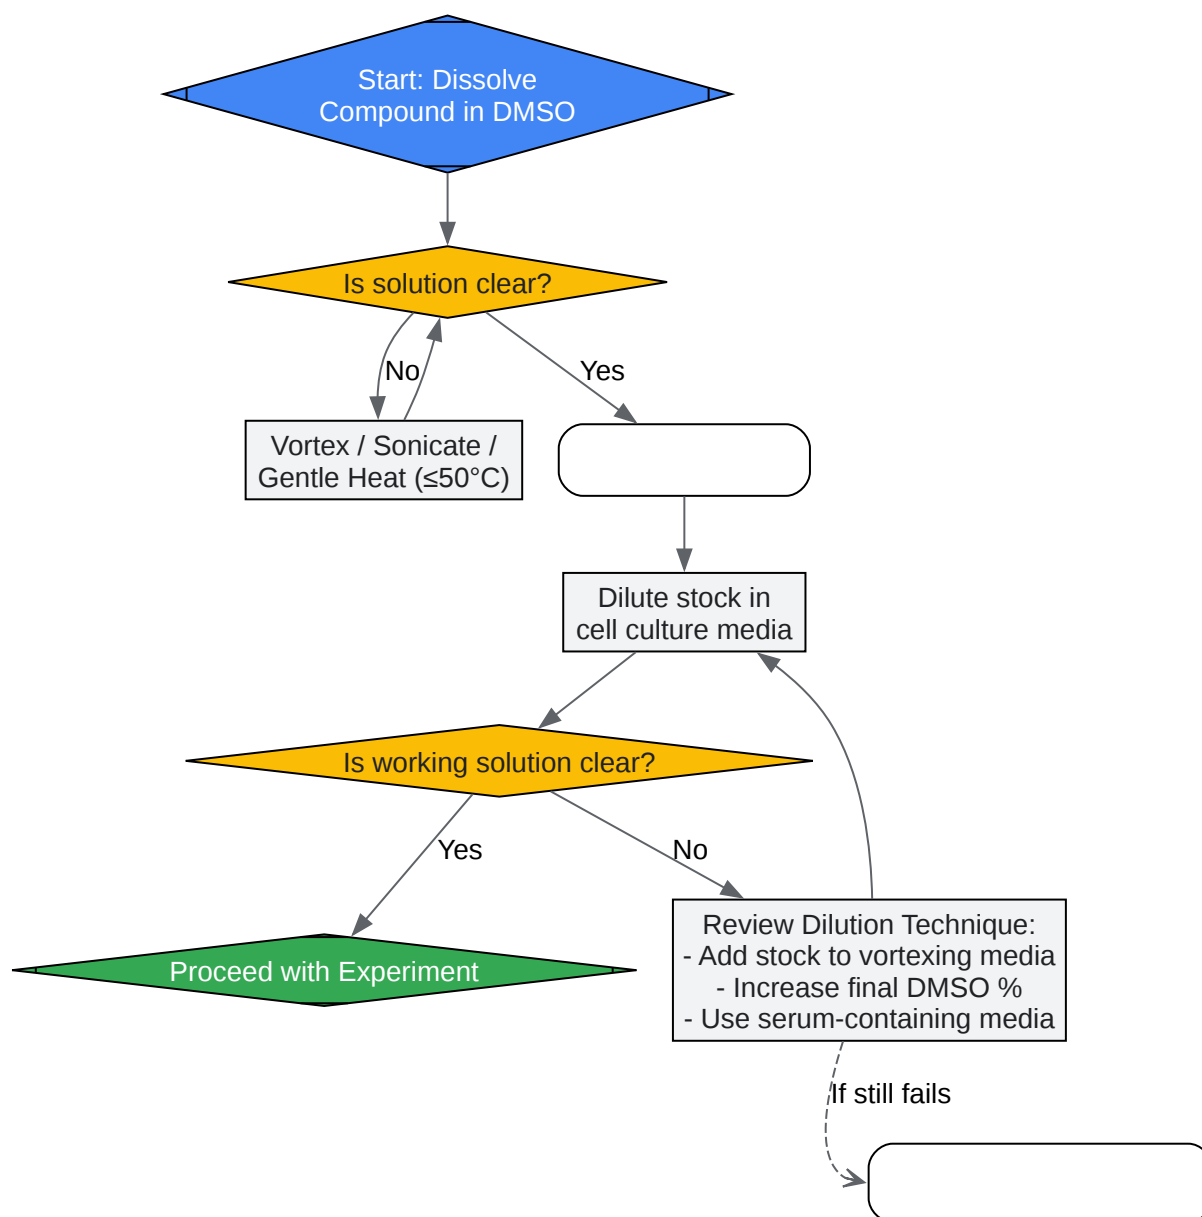 Start: Dissolve
Compound in DMSO
Is solution clear?
No
Yes
Vortex / Sonicate /
Gentle Heat (≤50°C)
Dilute stock in
cell culture media
Is working solution clear?
Yes
No
Review Dilution Technique:
- Add stock to vortexing media
- Increase final DMSO %
- Use serum-containing media
Proceed with Experiment
If still fails